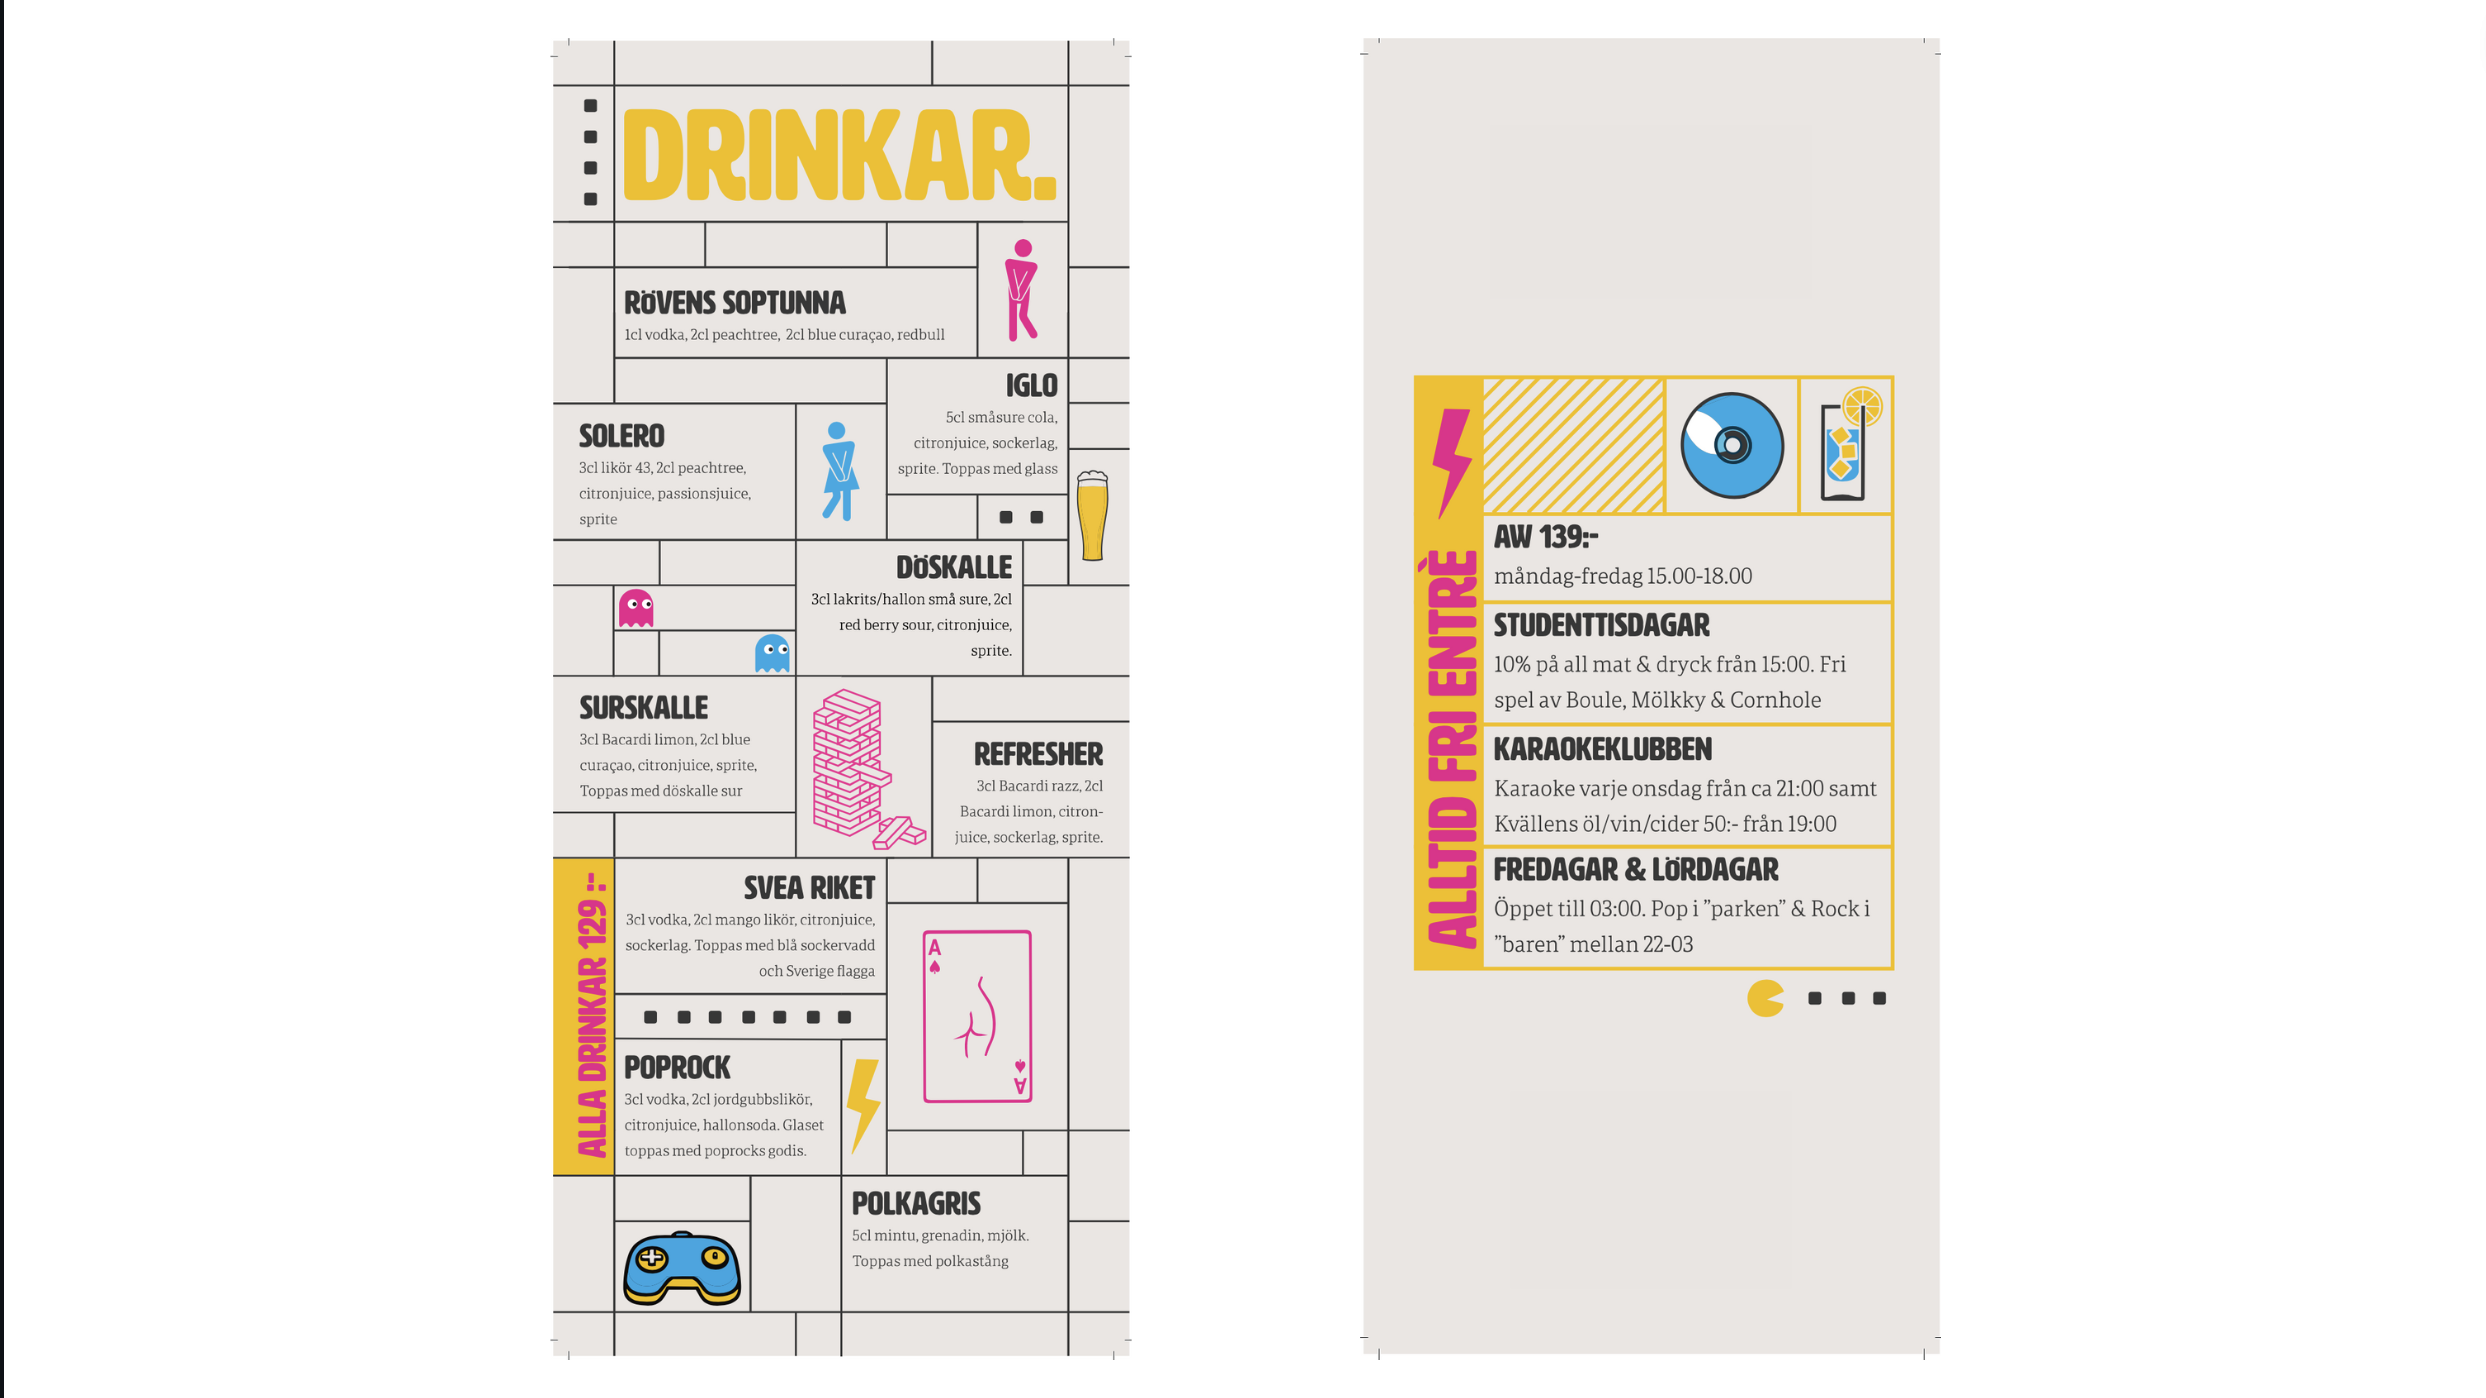 DRINKAR.
RÖVENS SOPTUNNA
1cl vodka, 2cl peachtree, 2cl blue curaçao, redbull
IGLO
5cl småsure cola,
citronjuice, sockerlag,
sprite. Toppas med glass
SOLERO
3cl likör 43, 2cl peachtree,
citronjuice, passionsjuice,
sprite
DÖSKALLE
3cl lakrits/hallon små sure, 2cl
red berry sour, citronjuice,
sprite.
SURSKALLE
3cl Bacardi limon, 2cl blue
curaçao, citronjuice, sprite,
Toppas med döskalle sur
REFRESHER
3cl Bacardi razz, 2cl
Bacardi limon, citron-
juice, sockerlag, sprite.
ALLA DRINKAR 129 :-
SVEA RIKET
3cl vodka, 2cl mango likör, citronjuice,
sockerlag. Toppas med blå sockervadd
och Sverige flagga
A
A
POPROCK
3cl vodka, 2cl jordgubbslikör,
citronjuice, hallonsoda. Glaset
toppas med poprocks godis.
POLKAGRIS
5cl mintu, grenadin, mjölk.
Toppas med polkastång
ALLTID FRI ENTRÈ
AW 139:-
måndag-fredag 15.00-18.00
STUDENTTISDAGAR
10% på all mat & dryck från 15:00. Fri
spel av Boule, Mölkky & Cornhole
KARAOKEKLUBBEN
Karaoke varje onsdag från ca 21:00 samt
Kvällens öl/vin/cider 50:- från 19:00
FREDAGAR & LÖRDAGAR
Öppet till 03:00. Pop i ”parken” & Rock i
”baren” mellan 22-03